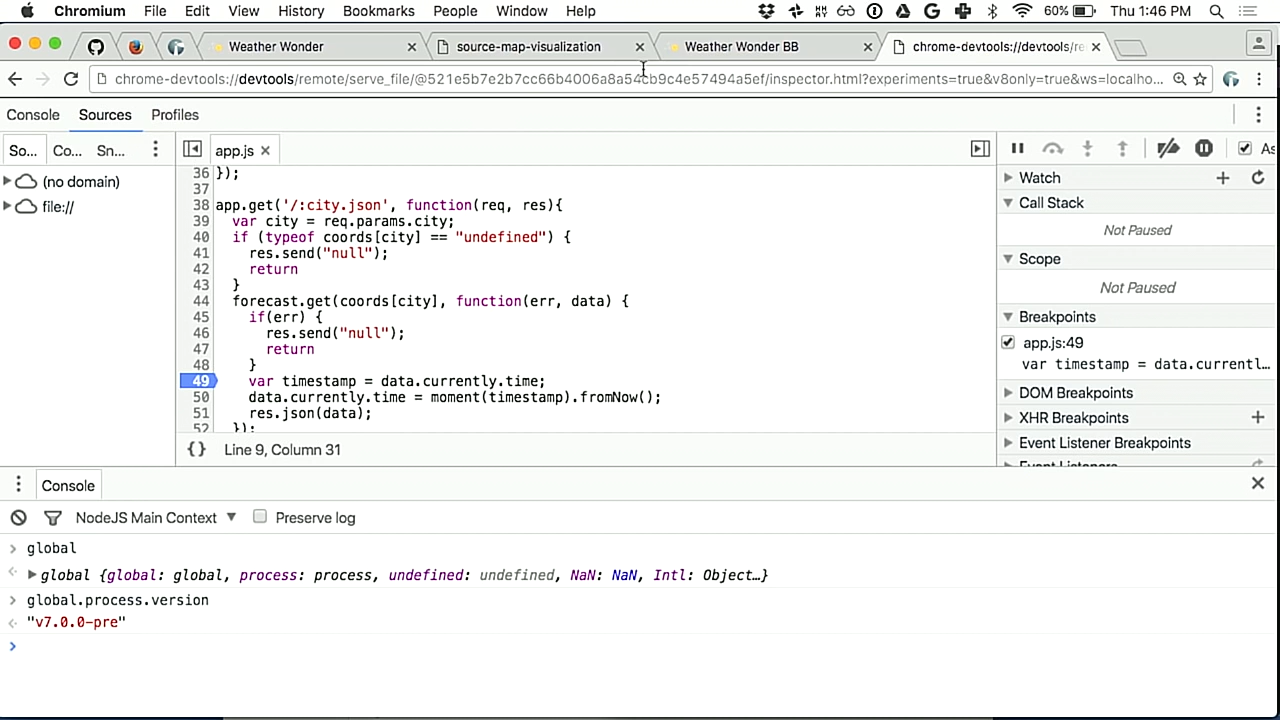 Chromium File Edit View History Bookmarks People Window Help 60% Thu 1:46 PM
Weather Wonder source-map-visualization Weather Wonder BB chrome-devtools://devtools/re
chrome-devtools://devtools/remote/serve_file/@521e5b7e2b7cc66b4006a8a54cb9c4e57494a5ef/inspector.html?experiments=true&v8only=true&ws=localho...
Console Sources Profiles
So... Co... Sn... app.js As
(no domain)
file://
36 });
37
38 app.get('/:city.json', function(req, res){
39 var city = req.params.city;
40 if (typeof coords[city] == "undefined") {
41 res.send("null");
42 return
43 }
44 forecast.get(coords[city], function(err, data) {
45 if(err) {
46 res.send("null");
47 return
48 }
49 var timestamp = data.currently.time;
50 data.currently.time = moment(timestamp).fromNow();
51 res.json(data);
52 });
{} Line 9, Column 31
Watch
Call Stack
Not Paused
Scope
Not Paused
Breakpoints
app.js:49
var timestamp = data.currentl…
DOM Breakpoints
XHR Breakpoints
Event Listener Breakpoints
Event Listeners
Console
NodeJS Main Context Preserve log
global
global {global: global, process: process, undefined: undefined, NaN: NaN, Intl: Object…}
global.process.version
"v7.0.0-pre"